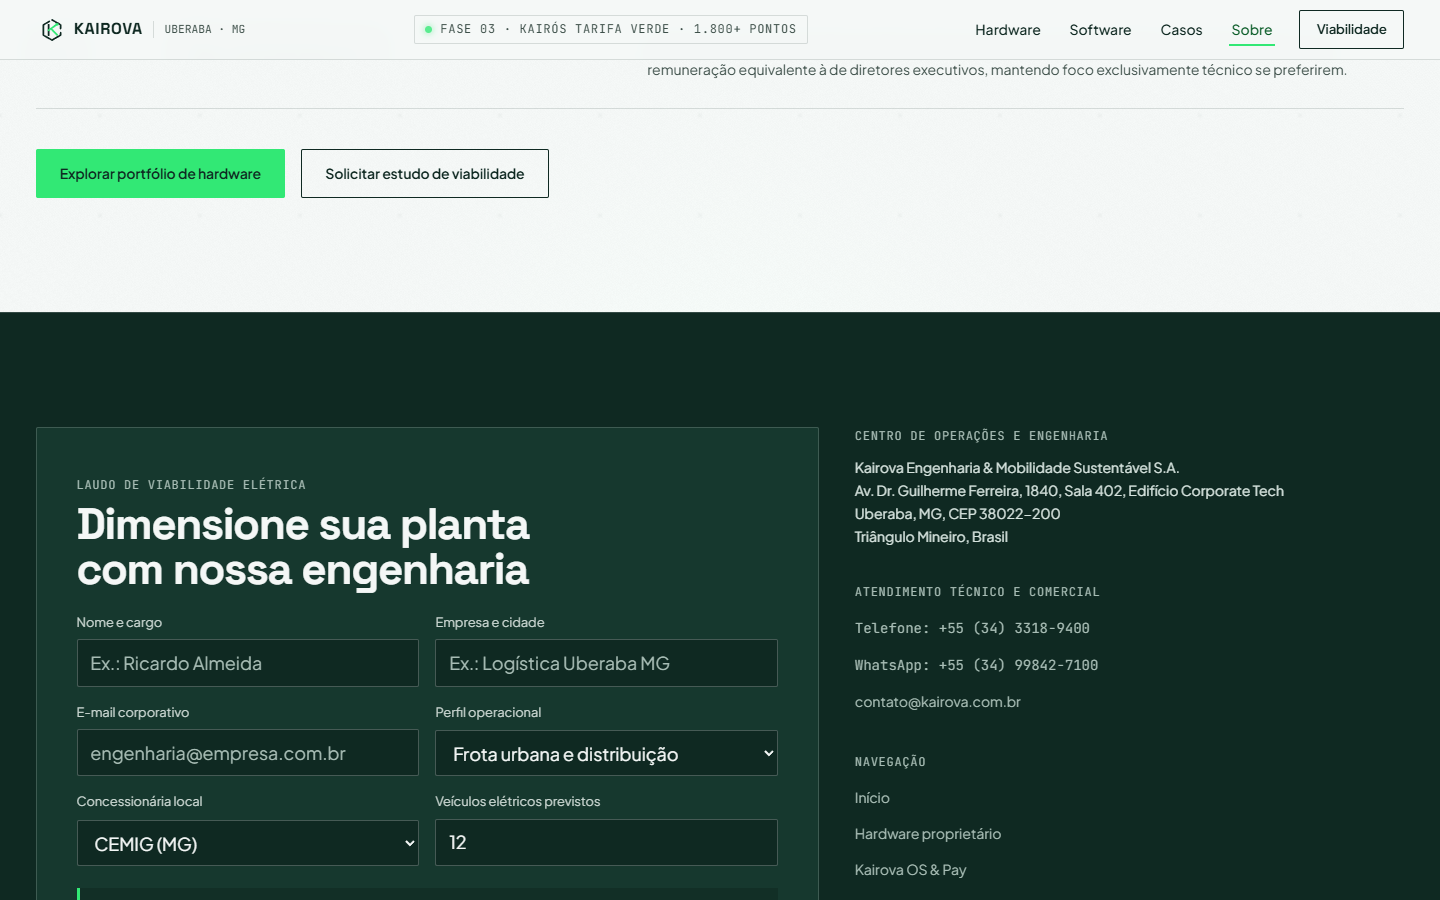 KAIROVA
UBERABA · MG
FASE 03 · KAIRÓS TARIFA VERDE · 1.800+ PONTOS
Hardware
Software
Casos
Sobre
Viabilidade
remuneração equivalente à de diretores executivos, mantendo foco exclusivamente técnico se preferirem.
Explorar portfólio de hardware
Solicitar estudo de viabilidade
LAUDO DE VIABILIDADE ELÉTRICA
Dimensione sua planta
com nossa engenharia
Nome e cargo
Ex.: Ricardo Almeida
Empresa e cidade
Ex.: Logística Uberaba MG
E-mail corporativo
engenharia@empresa.com.br
Perfil operacional
Frota urbana e distribuição
Concessionária local
CEMIG (MG)
Veículos elétricos previstos
12
CENTRO DE OPERAÇÕES E ENGENHARIA
Kairova Engenharia & Mobilidade Sustentável S.A.
Av. Dr. Guilherme Ferreira, 1840, Sala 402, Edifício Corporate Tech
Uberaba, MG, CEP 38022-200
Triângulo Mineiro, Brasil
ATENDIMENTO TÉCNICO E COMERCIAL
Telefone: +55 (34) 3318-9400
WhatsApp: +55 (34) 99842-7100
contato@kairova.com.br
NAVEGAÇÃO
Início
Hardware proprietário
Kairova OS & Pay